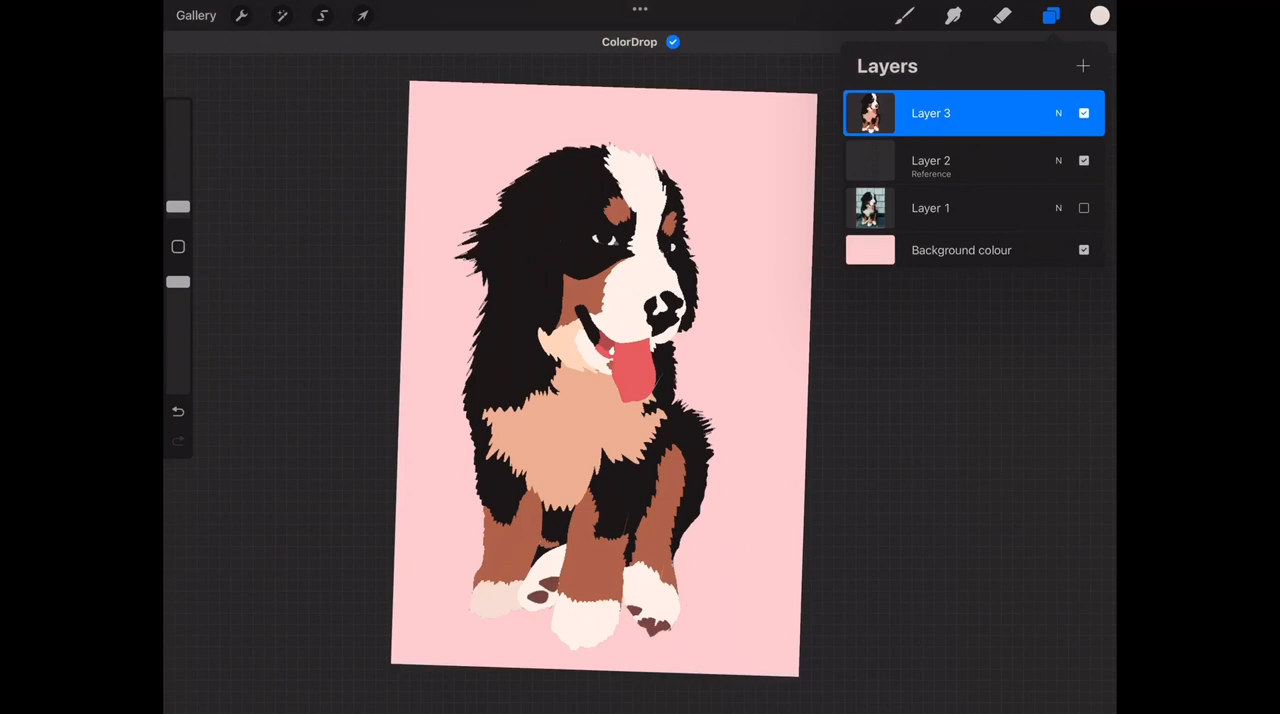 Gallery
ColorDrop
Layers
Layer 3 N
Layer 2 N
Reference
Layer 1 N
Background colour